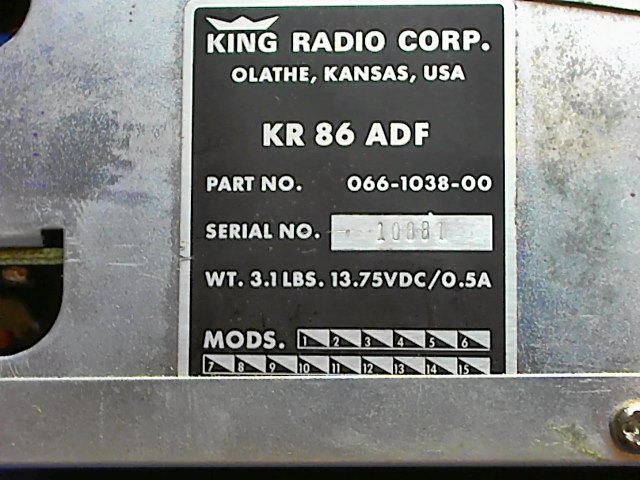 KING RADIO CORP.
OLATHE, KANSAS, USA
KR 86 ADF
PART NO. 066-1038-00
SERIAL NO. 10081
WT. 3.1 LBS. 13.75VDC/0.5A
MODS. 1 2 3 4 5 6
7 8 9 10 11 12 13 14 15